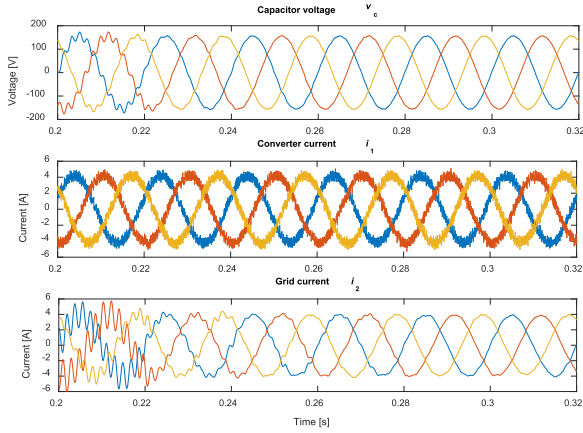 Capacitor voltage v_c
200
100
0
-100
-200
Voltage [V]
0.2 0.22 0.24 0.26 0.28 0.3 0.32
Converter current i_1
6
4
2
0
-2
-4
-6
Current [A]
0.2 0.22 0.24 0.26 0.28 0.3 0.32
Grid current i_2
6
4
2
0
-2
-4
-6
Current [A]
0.2 0.22 0.24 0.26 0.28 0.3 0.32
Time [s]